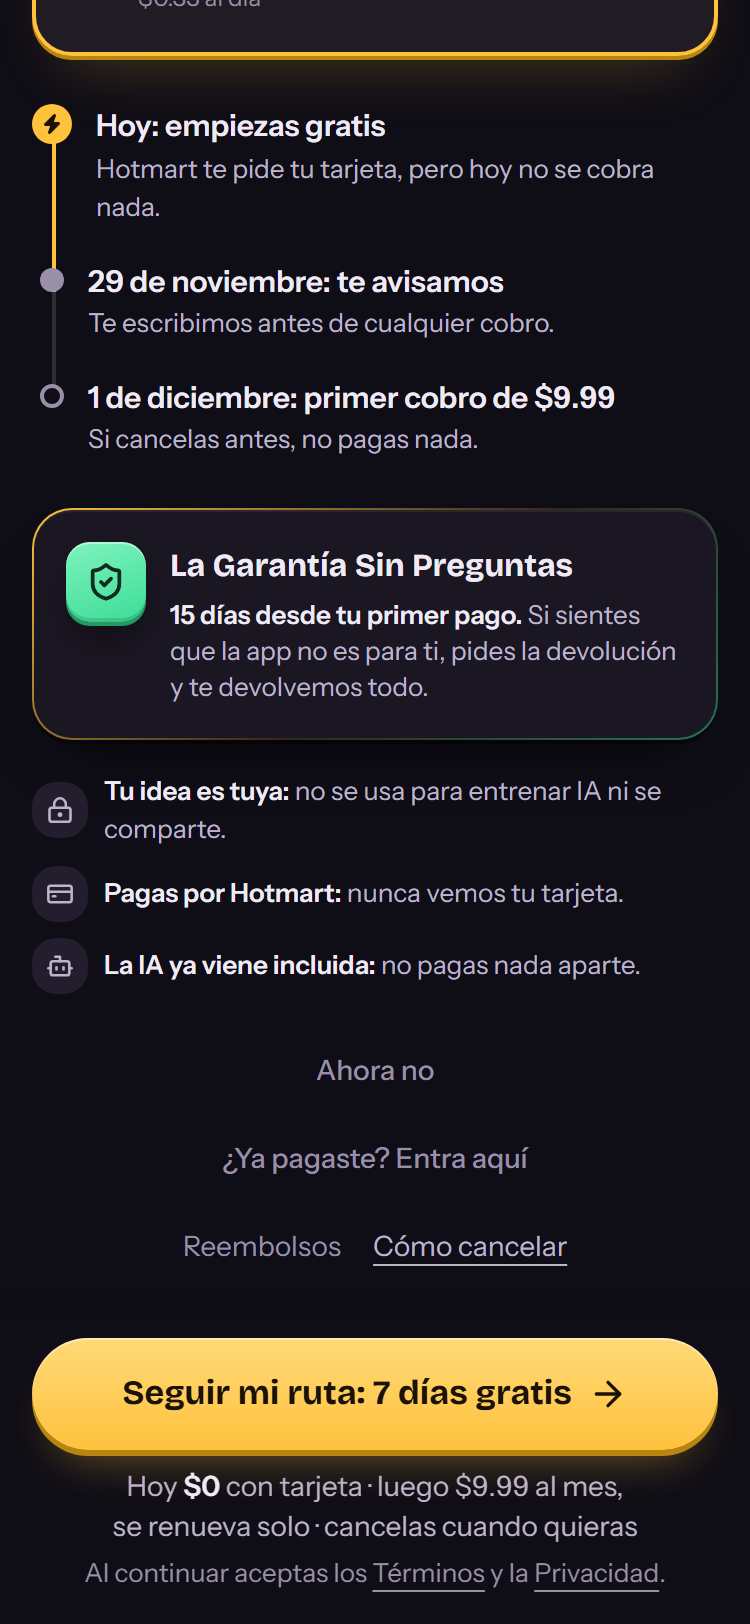 $0.33 al día
Hoy: empiezas gratis
Hotmart te pide tu tarjeta, pero hoy no se cobra
nada.
29 de noviembre: te avisamos
Te escribimos antes de cualquier cobro.
1 de diciembre: primer cobro de $9.99
Si cancelas antes, no pagas nada.
La Garantía Sin Preguntas
15 días desde tu primer pago. Si sientes
que la app no es para ti, pides la devolución
y te devolvemos todo.
Tu idea es tuya: no se usa para entrenar IA ni se
comparte.
Pagas por Hotmart: nunca vemos tu tarjeta.
La IA ya viene incluida: no pagas nada aparte.
Ahora no
¿Ya pagaste? Entra aquí
Reembolsos Cómo cancelar
Seguir mi ruta: 7 días gratis →
Hoy $0 con tarjeta · luego $9.99 al mes,
se renueva solo · cancelas cuando quieras
Al continuar aceptas los Términos y la Privacidad.